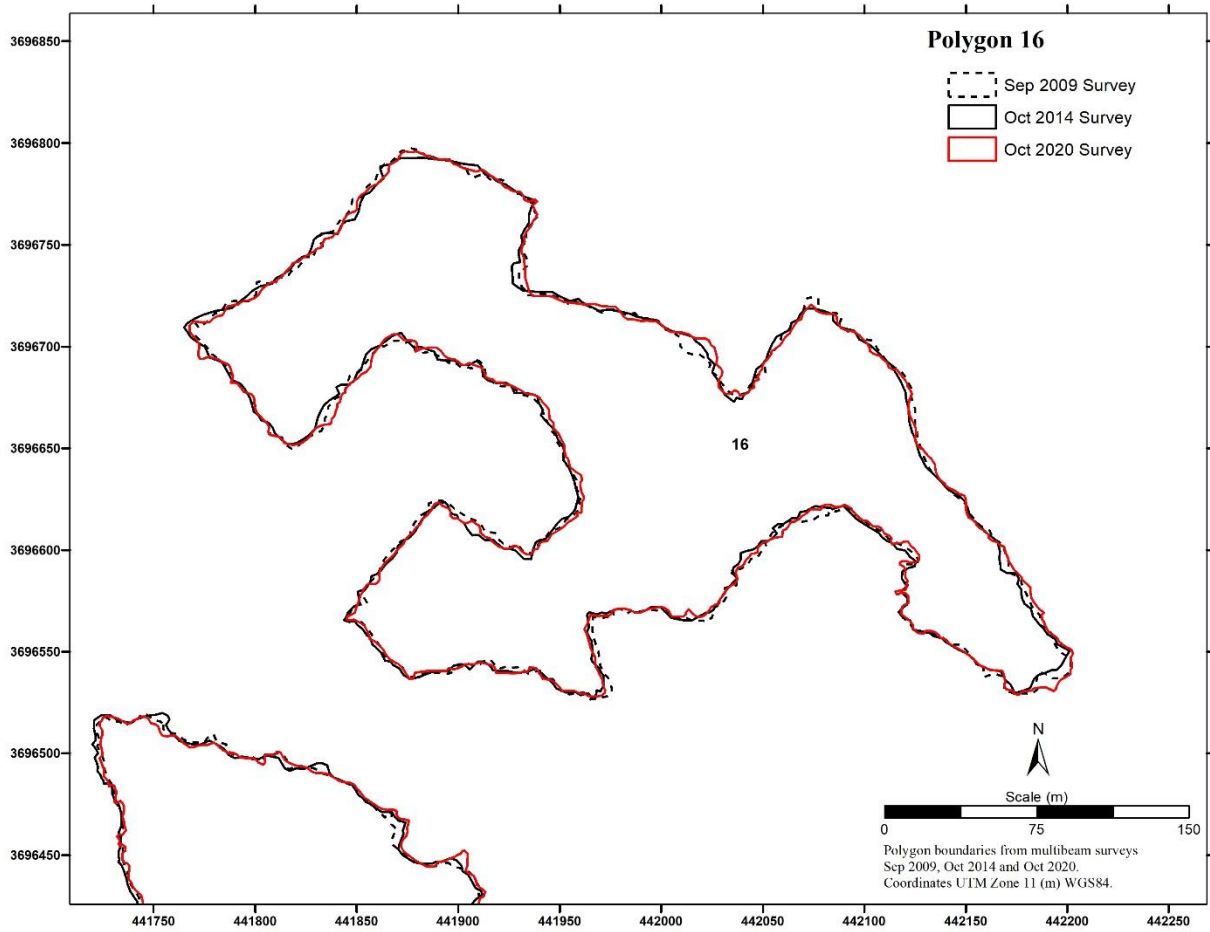 Polygon 16
Sep 2009 Survey
Oct 2014 Survey
Oct 2020 Survey
3696850
3696800
3696750
3696700
3696650
3696600
3696550
3696500
3696450
16
N
Scale (m)
0 75 150
Polygon boundaries from multibeam surveys
Sep 2009, Oct 2014 and Oct 2020.
Coordinates UTM Zone 11 (m) WGS84.
441750 441800 441850 441900 441950 442000 442050 442100 442150 442200 442250